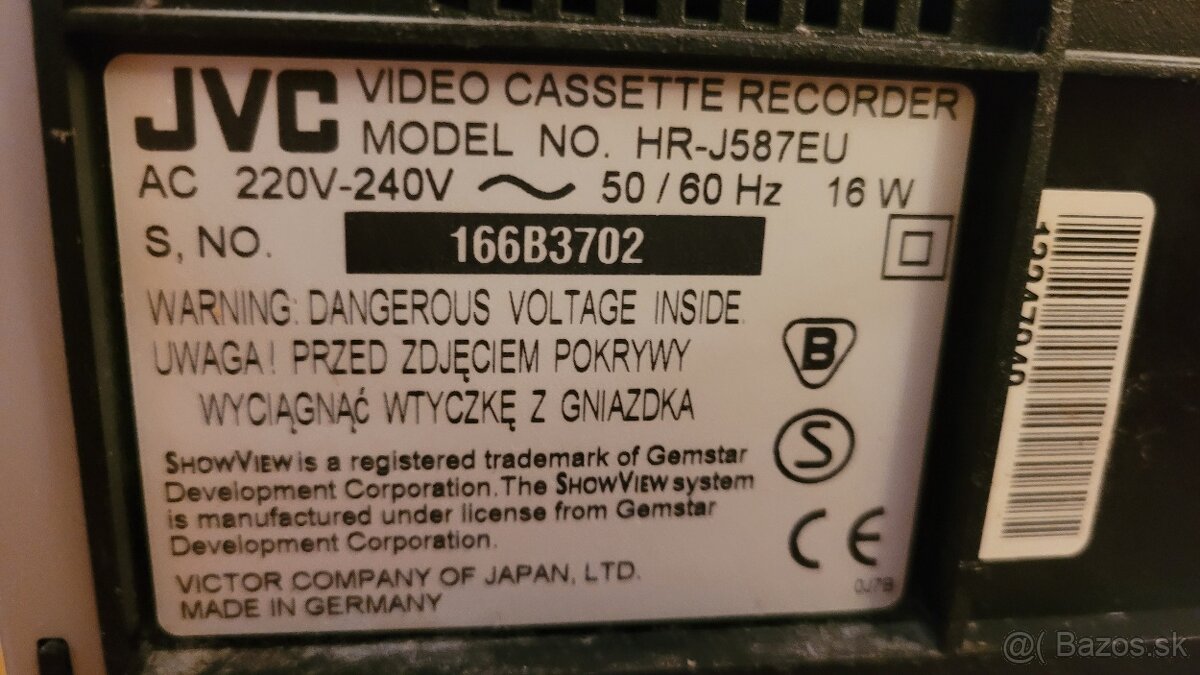 JVC VIDEO CASSETTE RECORDER
MODEL NO. HR-J587EU
AC 220V-240V ~ 50 / 60 Hz 16 W
S, NO. 166B3702
WARNING: DANGEROUS VOLTAGE INSIDE.
UWAGA! PRZED ZDJĘCIEM POKRYWY
WYCIĄGNĄĆ WTYCZKĘ Z GNIAZDKA
B
S
SHOWVIEW is a registered trademark of Gemstar
Development Corporation. The SHOWVIEW system
is manufactured under license from Gemstar
Development Corporation.
CE
VICTOR COMPANY OF JAPAN, LTD.
MADE IN GERMANY
@( Bazos.sk